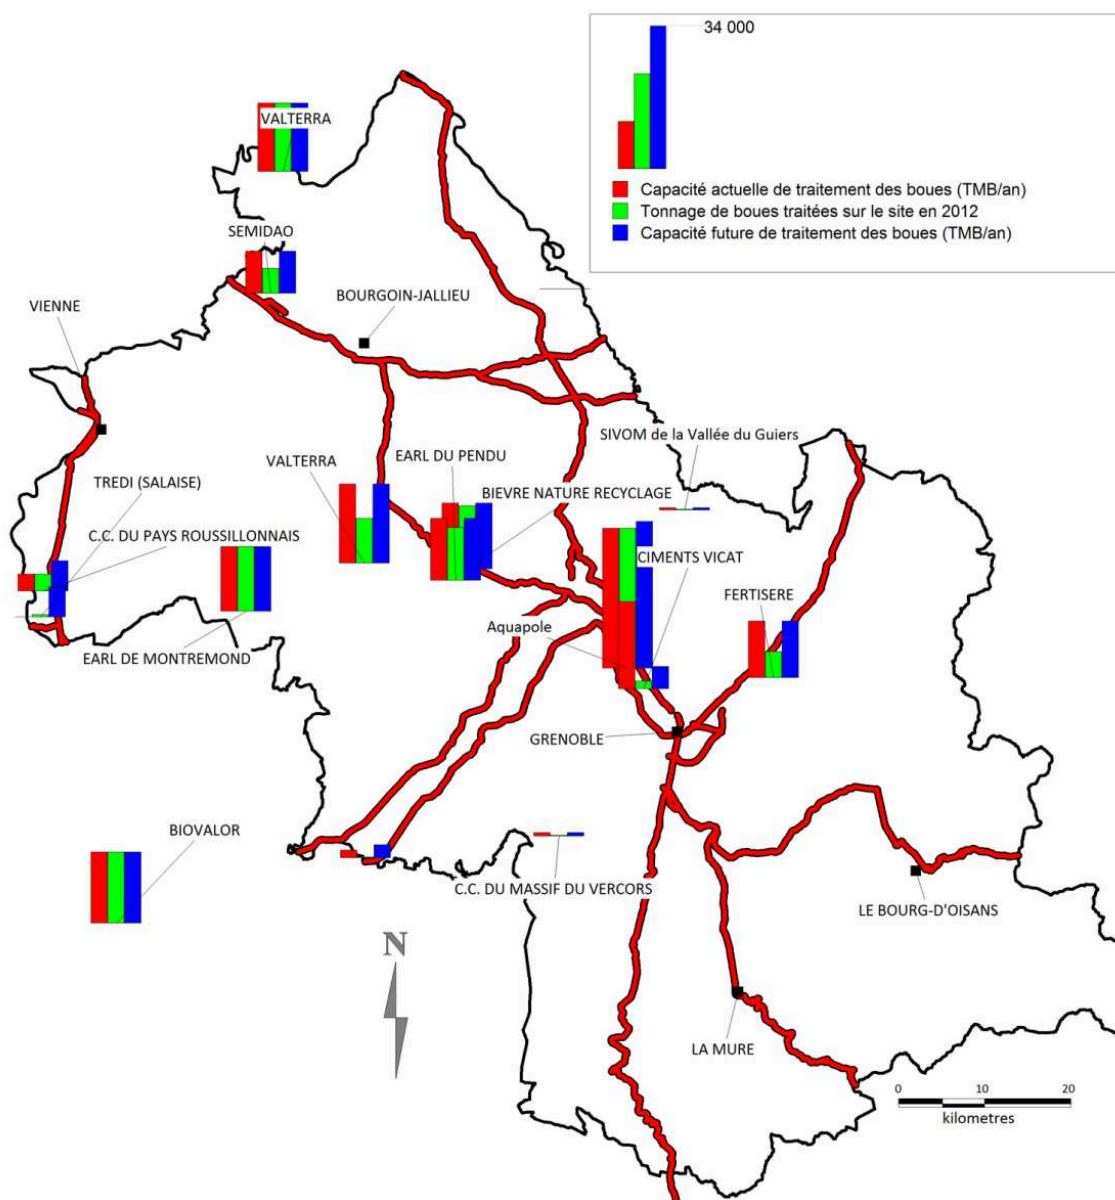 34 000
Capacité actuelle de traitement des boues (TMB/an)
Tonnage de boues traitées sur le site en 2012
Capacité future de traitement des boues (TMB/an)
VALTERRA
SEMIDAO
BOURGOIN-JALLIEU
VIENNE
SIVOM de la Vallée du Guiers
EARL DU PENDU
VALTERRA
BIEVRE NATURE RECYCLAGE
TREDI (SALAISE)
C.C. DU PAYS ROUSSILLONNAIS
CIMENTS VICAT
FERTISERE
Aquapole
EARL DE MONTREMOND
GRENOBLE
BIOVALOR
C.C. DU MASSIF DU VERCORS
LE BOURG-D'OISANS
N
LA MURE
0 10 20
kilometres